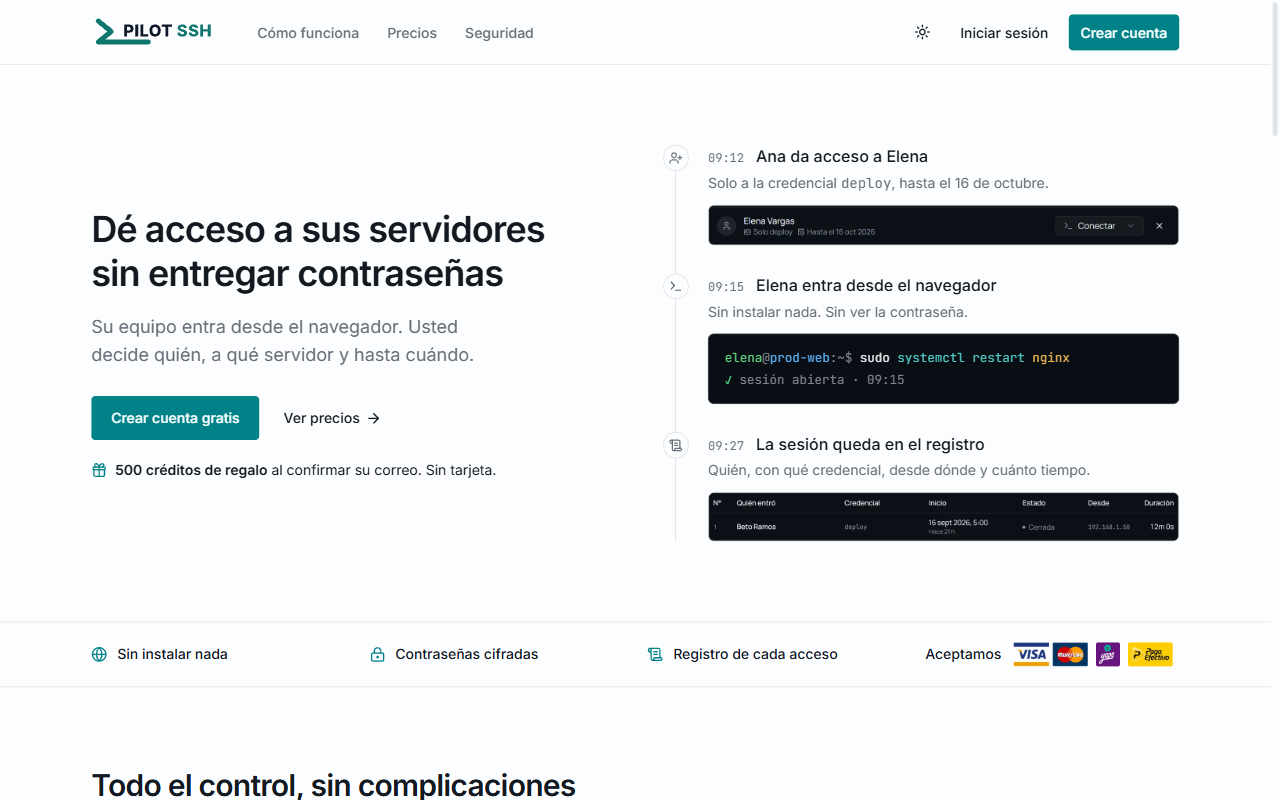 PILOT SSH
Cómo funciona
Precios
Seguridad
Iniciar sesión
Crear cuenta
Dé acceso a sus servidores
sin entregar contraseñas
Su equipo entra desde el navegador. Usted
decide quién, a qué servidor y hasta cuándo.
Crear cuenta gratis
Ver precios →
500 créditos de regalo al confirmar su correo. Sin tarjeta.
09:12 Ana da acceso a Elena
Solo a la credencial deploy, hasta el 16 de octubre.
Elena Vargas
Solo deploy Hasta el 16 oct 2026
Conectar
09:15 Elena entra desde el navegador
Sin instalar nada. Sin ver la contraseña.
elena@prod-web:~$ sudo systemctl restart nginx
✓ sesión abierta · 09:15
09:27 La sesión queda en el registro
Quién, con qué credencial, desde dónde y cuánto tiempo.
Nº Quién entró Credencial Inicio Estado Desde Duración
1 Beto Ramos deploy 16 sept 2026, 5:00 Cerrada 192.168.1.50 12m 0s
Hace 21 h
Sin instalar nada
Contraseñas cifradas
Registro de cada acceso
Aceptamos
VISA
MasterCard
yape
PagoEfectivo
Todo el control, sin complicaciones